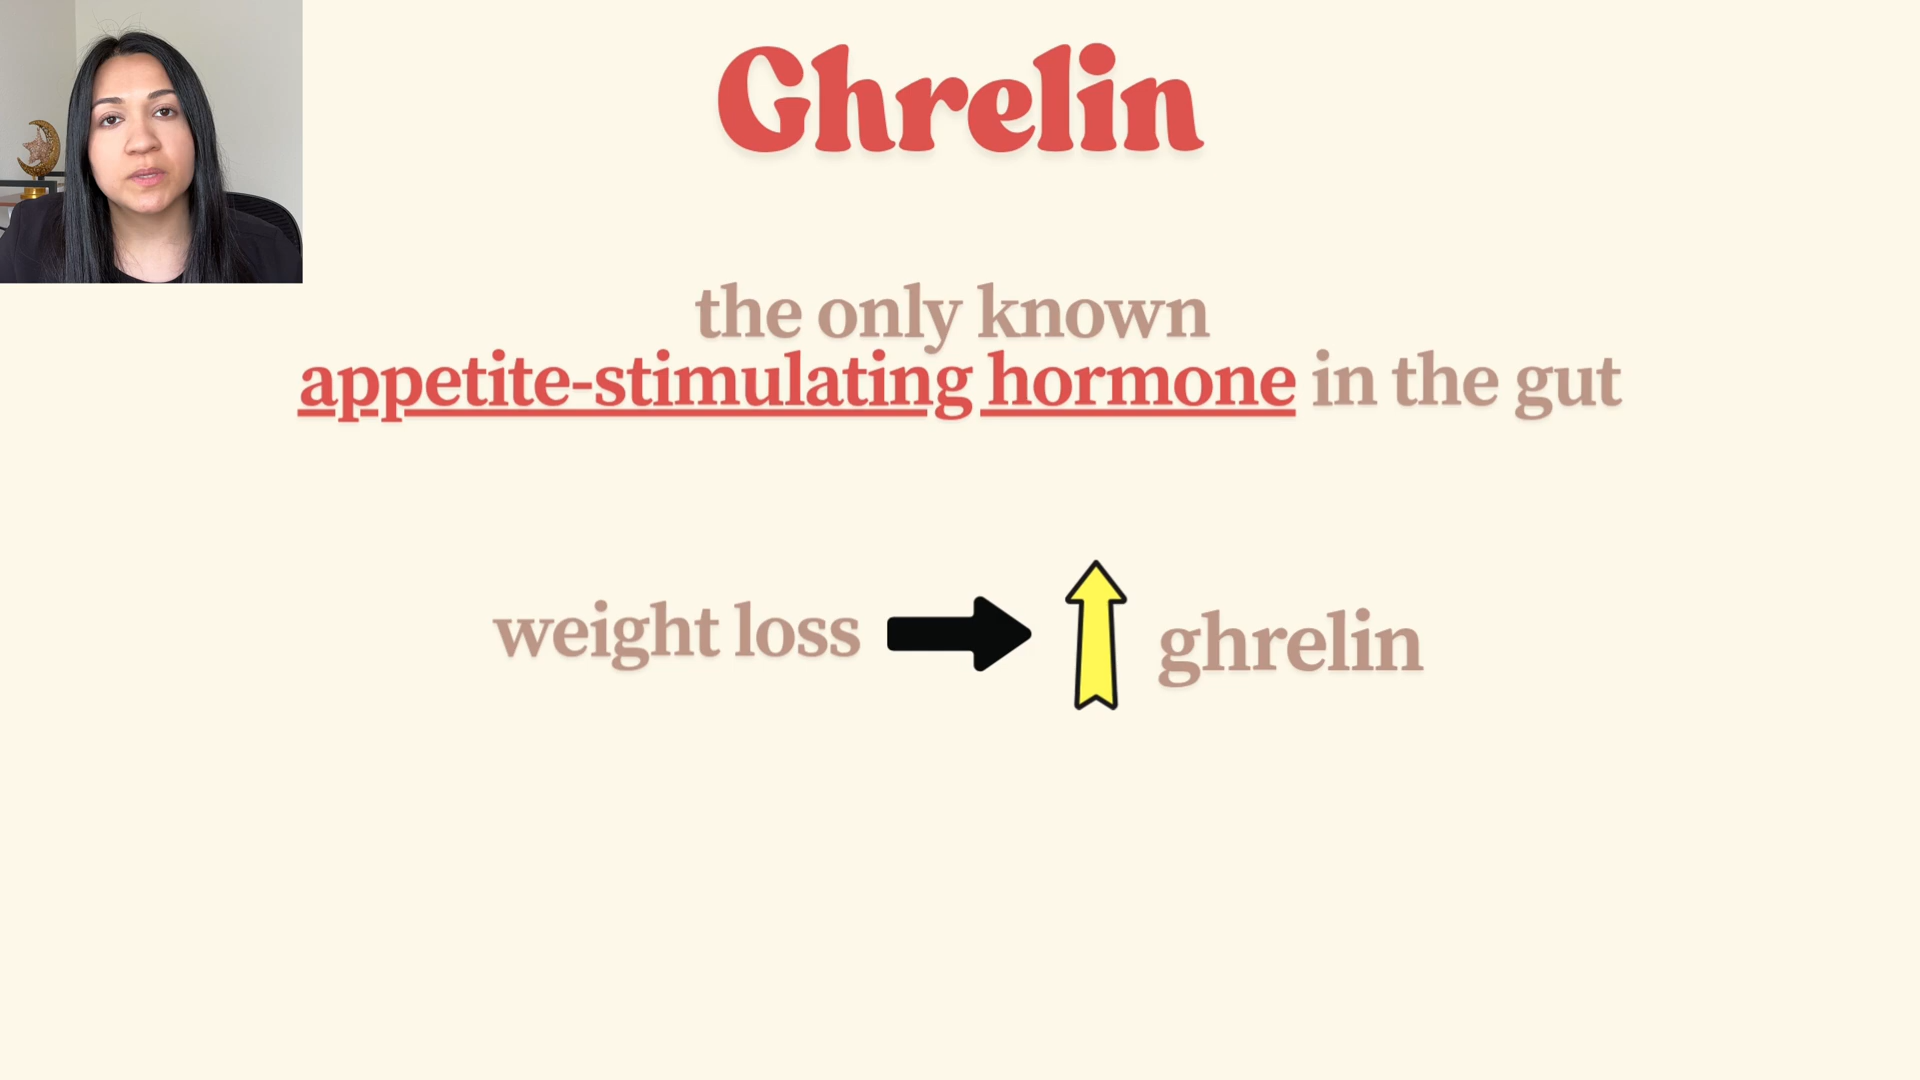 Ghrelin
the only known
appetite-stimulating hormone in the gut
weight loss ghrelin